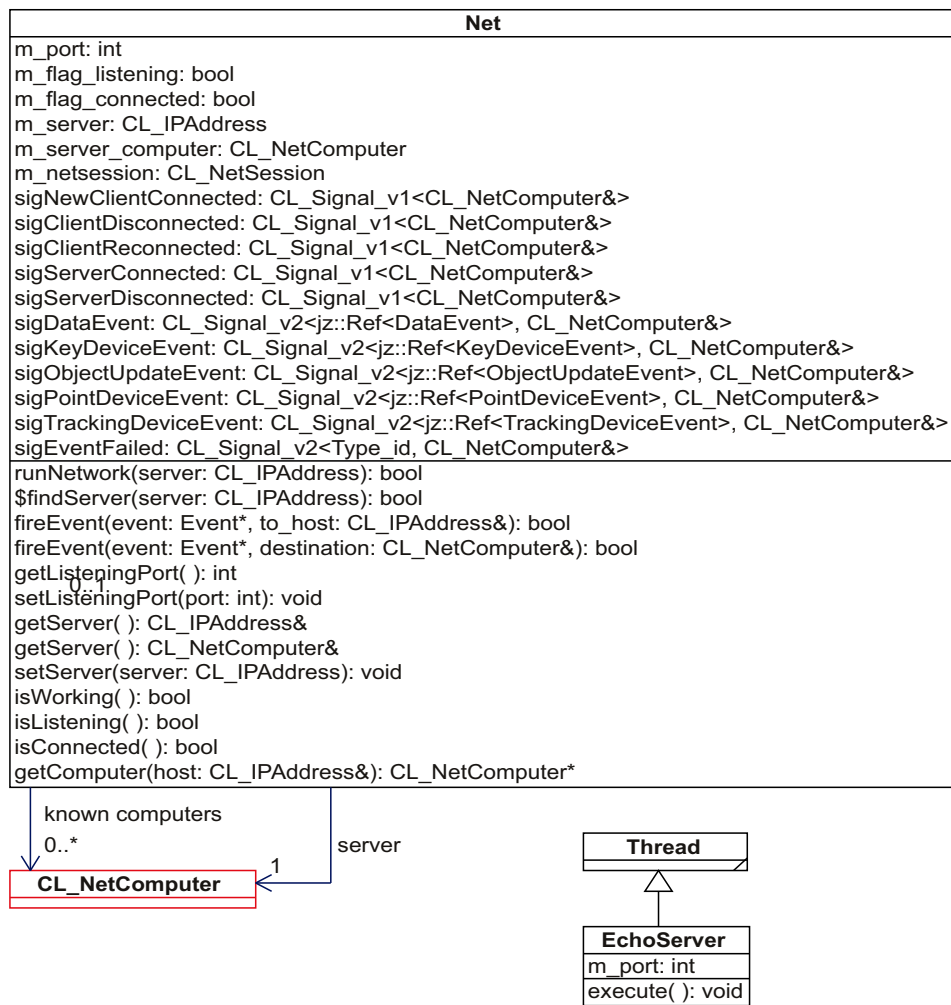 Net
m_port: int
m_flag_listening: bool
m_flag_connected: bool
m_server: CL_IPAddress
m_server_computer: CL_NetComputer
m_netsession: CL_NetSession
sigNewClientConnected: CL_Signal_v1<CL_NetComputer&>
sigClientDisconnected: CL_Signal_v1<CL_NetComputer&>
sigClientReconnected: CL_Signal_v1<CL_NetComputer&>
sigServerConnected: CL_Signal_v1<CL_NetComputer&>
sigServerDisconnected: CL_Signal_v1<CL_NetComputer&>
sigDataEvent: CL_Signal_v2<jz::Ref<DataEvent>, CL_NetComputer&>
sigKeyDeviceEvent: CL_Signal_v2<jz::Ref<KeyDeviceEvent>, CL_NetComputer&>
sigObjectUpdateEvent: CL_Signal_v2<jz::Ref<ObjectUpdateEvent>, CL_NetComputer&>
sigPointDeviceEvent: CL_Signal_v2<jz::Ref<PointDeviceEvent>, CL_NetComputer&>
sigTrackingDeviceEvent: CL_Signal_v2<jz::Ref<TrackingDeviceEvent>, CL_NetComputer&>
sigEventFailed: CL_Signal_v2<Type_id, CL_NetComputer&>
runNetwork(server: CL_IPAddress): bool
$findServer(server: CL_IPAddress): bool
fireEvent(event: Event*, to_host: CL_IPAddress&): bool
fireEvent(event: Event*, destination: CL_NetComputer&): bool
getListeningPort( ): int
0..1
setListeningPort(port: int): void
getServer( ): CL_IPAddress&
getServer( ): CL_NetComputer&
setServer(server: CL_IPAddress): void
isWorking( ): bool
isListening( ): bool
isConnected( ): bool
getComputer(host: CL_IPAddress&): CL_NetComputer*
known computers
0..*
server
1
CL_NetComputer
Thread
EchoServer
m_port: int
execute( ): void